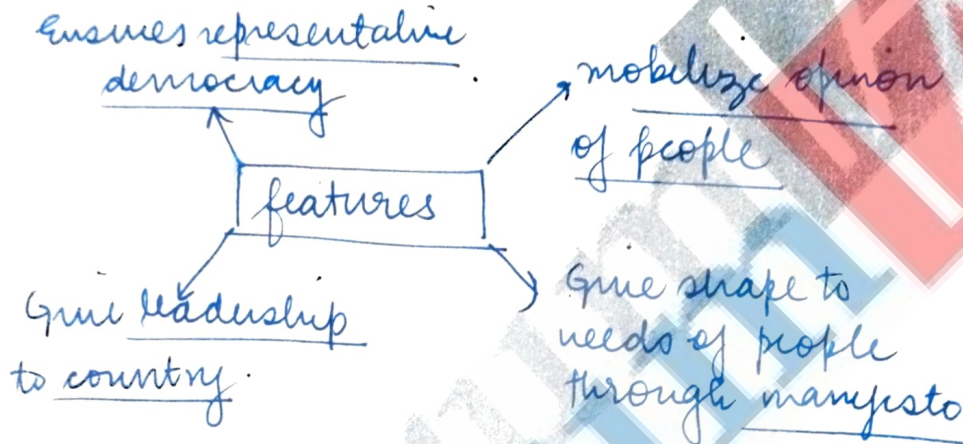 Ensures representative
democracy
mobilize opinion
of people
features
Give leadership
to country.
Give shape to
needs of people
through manifesto